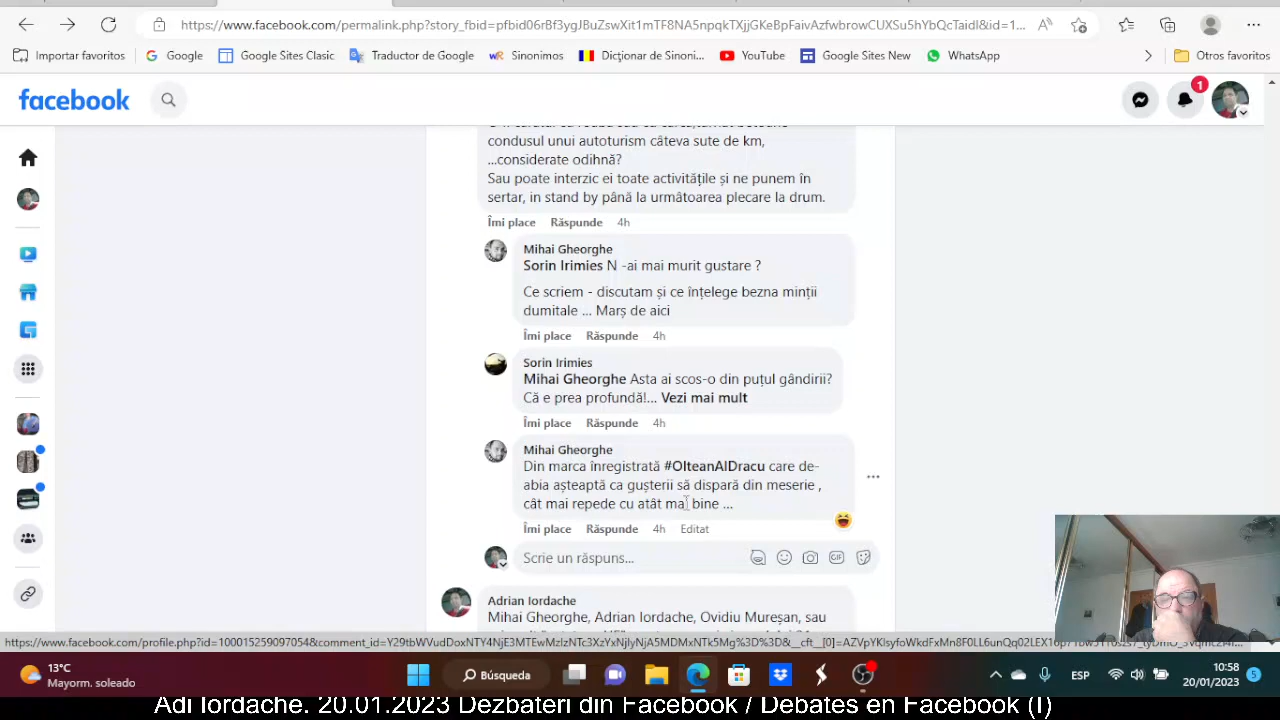 https://www.facebook.com/permalink.php?story_fbid=pfbid06rBf3ygJBuZswXit1mTF8NA5npqkTXjjGKeBpFaivAzfwbrowCUXSu5hYbQcTaidl&id=1...
Importar favoritos Google Google Sites Clasic Traductor de Google Sinonimos Dicționar de Sinoni... YouTube Google Sites New WhatsApp Otros favoritos
facebook
1
condusul unui autoturism câteva sute de km,
...considerate odihnă?
Sau poate interzic ei toate activitățile și ne punem în
sertar, in stand by până la următoarea plecare la drum.
Îmi place Răspunde 4h
Mihai Gheorghe
Sorin Irimies N -ai mai murit gustare ?
Ce scriem - discutam și ce înțelege bezna minții
dumitale ... Marș de aici
Îmi place Răspunde 4h
Sorin Irimies
Mihai Gheorghe Asta ai scos-o din puțul gândirii?
Că e prea profundă!... Vezi mai mult
Îmi place Răspunde 4h
Mihai Gheorghe
Din marca înregistrată #OlteanAlDracu care de-
abia așteaptă ca gușterii să dispară din meserie ,
cât mai repede cu atât mai bine ...
Îmi place Răspunde 4h Editat
Scrie un răspuns...
GIF
Adrian Iordache
Mihai Gheorghe, Adrian Iordache, Ovidiu Mureșan, sau
13°C
Mayorm. soleado
Búsqueda
ESP
10:58
20/01/2023
5
Adi Iordache. 20.01.2023 Dezbateri din Facebook / Debates en Facebook (I)